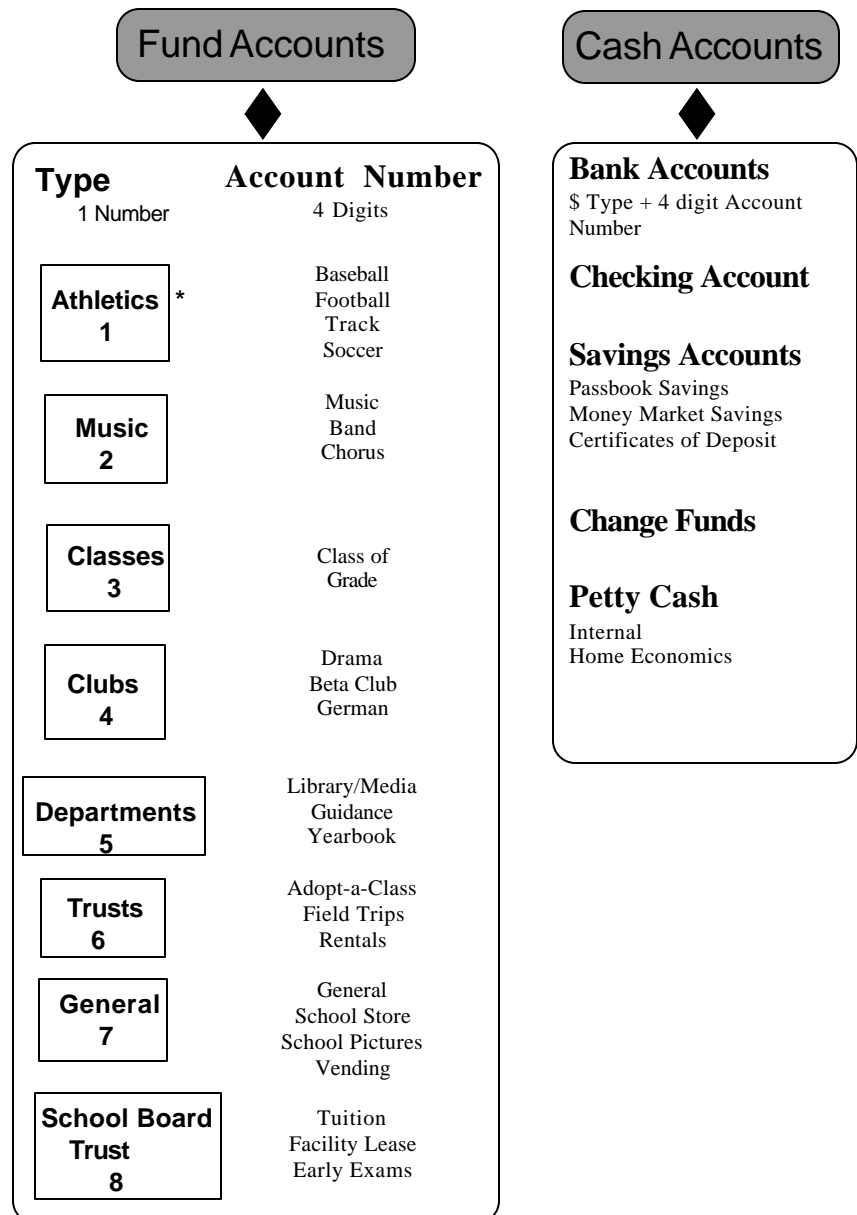 Fund Accounts
Cash Accounts
Type
1 Number
Account Number
4 Digits
Athletics *
1
Baseball
Football
Track
Soccer
Music
2
Music
Band
Chorus
Classes
3
Class of
Grade
Clubs
4
Drama
Beta Club
German
Departments
5
Library/Media
Guidance
Yearbook
Trusts
6
Adopt-a-Class
Field Trips
Rentals
General
7
General
School Store
School Pictures
Vending
School Board
Trust
8
Tuition
Facility Lease
Early Exams
Bank Accounts
$ Type + 4 digit Account
Number
Checking Account
Savings Accounts
Passbook Savings
Money Market Savings
Certificates of Deposit
Change Funds
Petty Cash
Internal
Home Economics